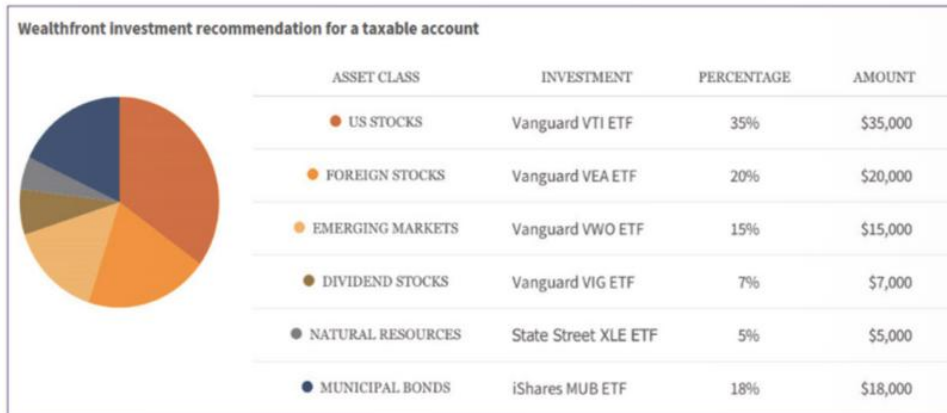 Wealthfront investment recommendation for a taxable account
ASSET CLASS INVESTMENT PERCENTAGE AMOUNT
US STOCKS Vanguard VTI ETF 35% $35,000
FOREIGN STOCKS Vanguard VEA ETF 20% $20,000
EMERGING MARKETS Vanguard VWO ETF 15% $15,000
DIVIDEND STOCKS Vanguard VIG ETF 7% $7,000
NATURAL RESOURCES State Street XLE ETF 5% $5,000
MUNICIPAL BONDS iShares MUB ETF 18% $18,000